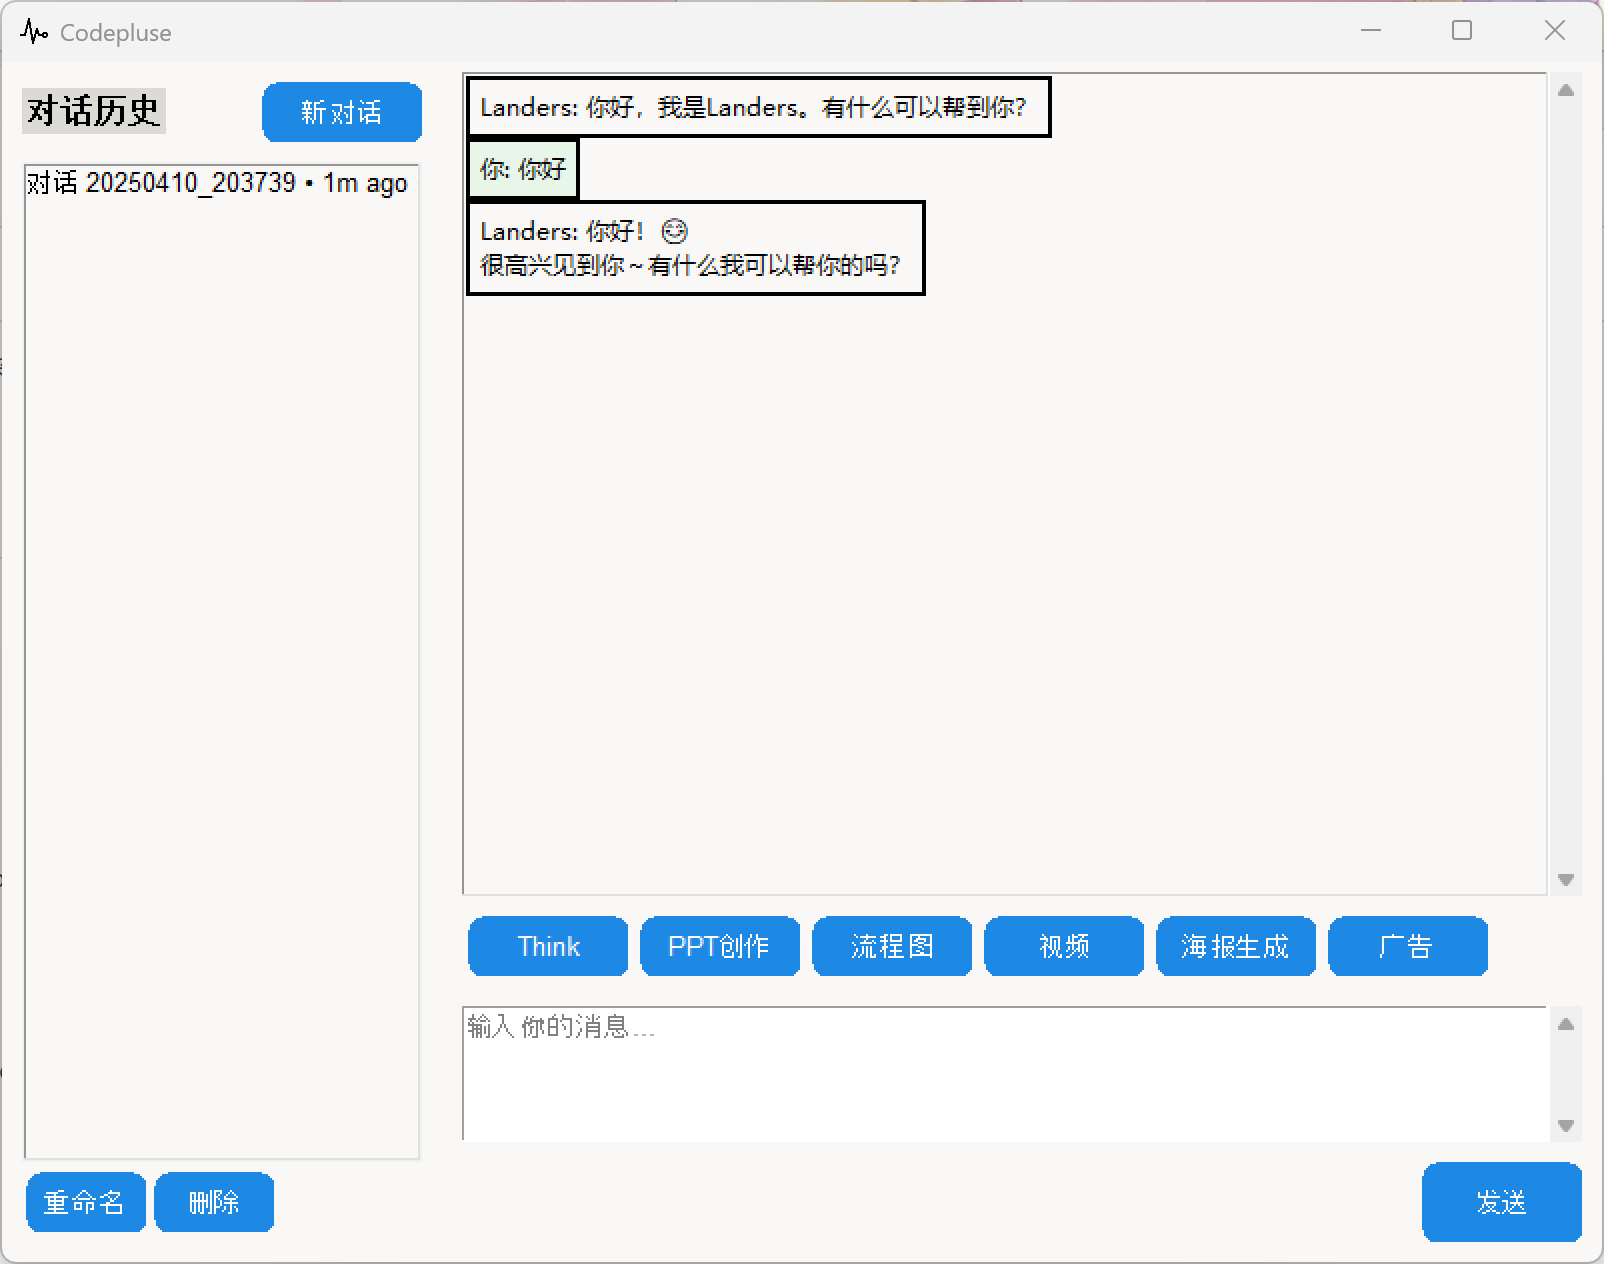 Codepluse
对话历史
新对话
对话 20250410_203739 • 1m ago
重命名
删除
Landers: 你好，我是Landers。有什么可以帮到你？
你: 你好
Landers: 你好！ 😊
很高兴见到你～有什么我可以帮你的吗？
Think
PPT创作
流程图
视频
海报生成
广告
输入你的消息...
发送